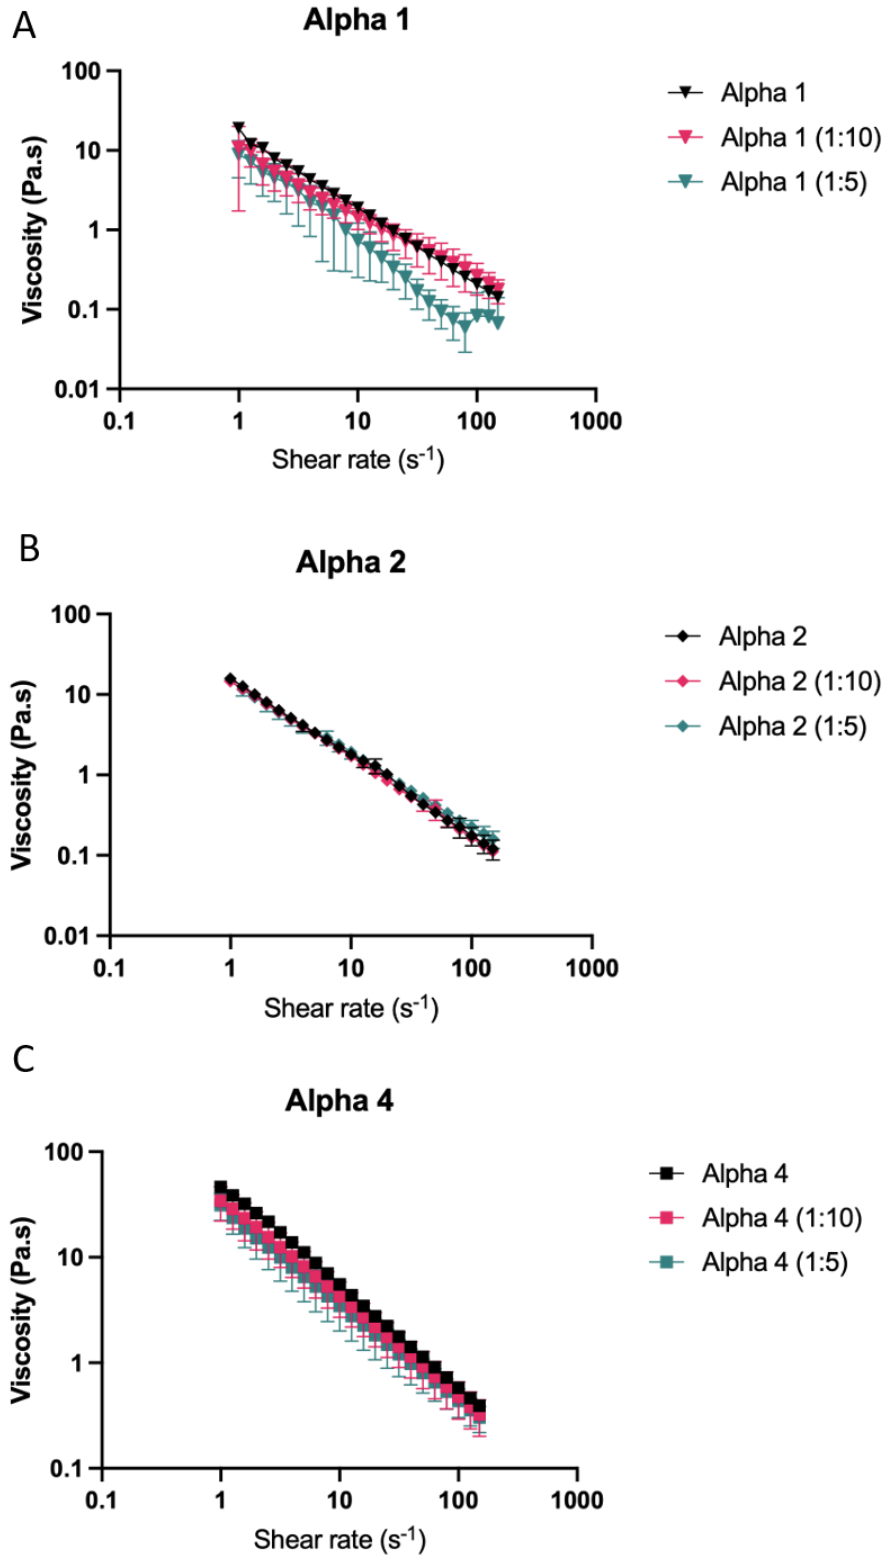 A
Alpha 1
100
10
1
0.1
0.01
Viscosity (Pa.s)
0.1 1 10 100 1000
Shear rate (s⁻¹)
Alpha 1
Alpha 1 (1:10)
Alpha 1 (1:5)
B
Alpha 2
100
10
1
0.1
0.01
Viscosity (Pa.s)
0.1 1 10 100 1000
Shear rate (s⁻¹)
Alpha 2
Alpha 2 (1:10)
Alpha 2 (1:5)
C
Alpha 4
100
10
1
0.1
Viscosity (Pa.s)
0.1 1 10 100 1000
Shear rate (s⁻¹)
Alpha 4
Alpha 4 (1:10)
Alpha 4 (1:5)